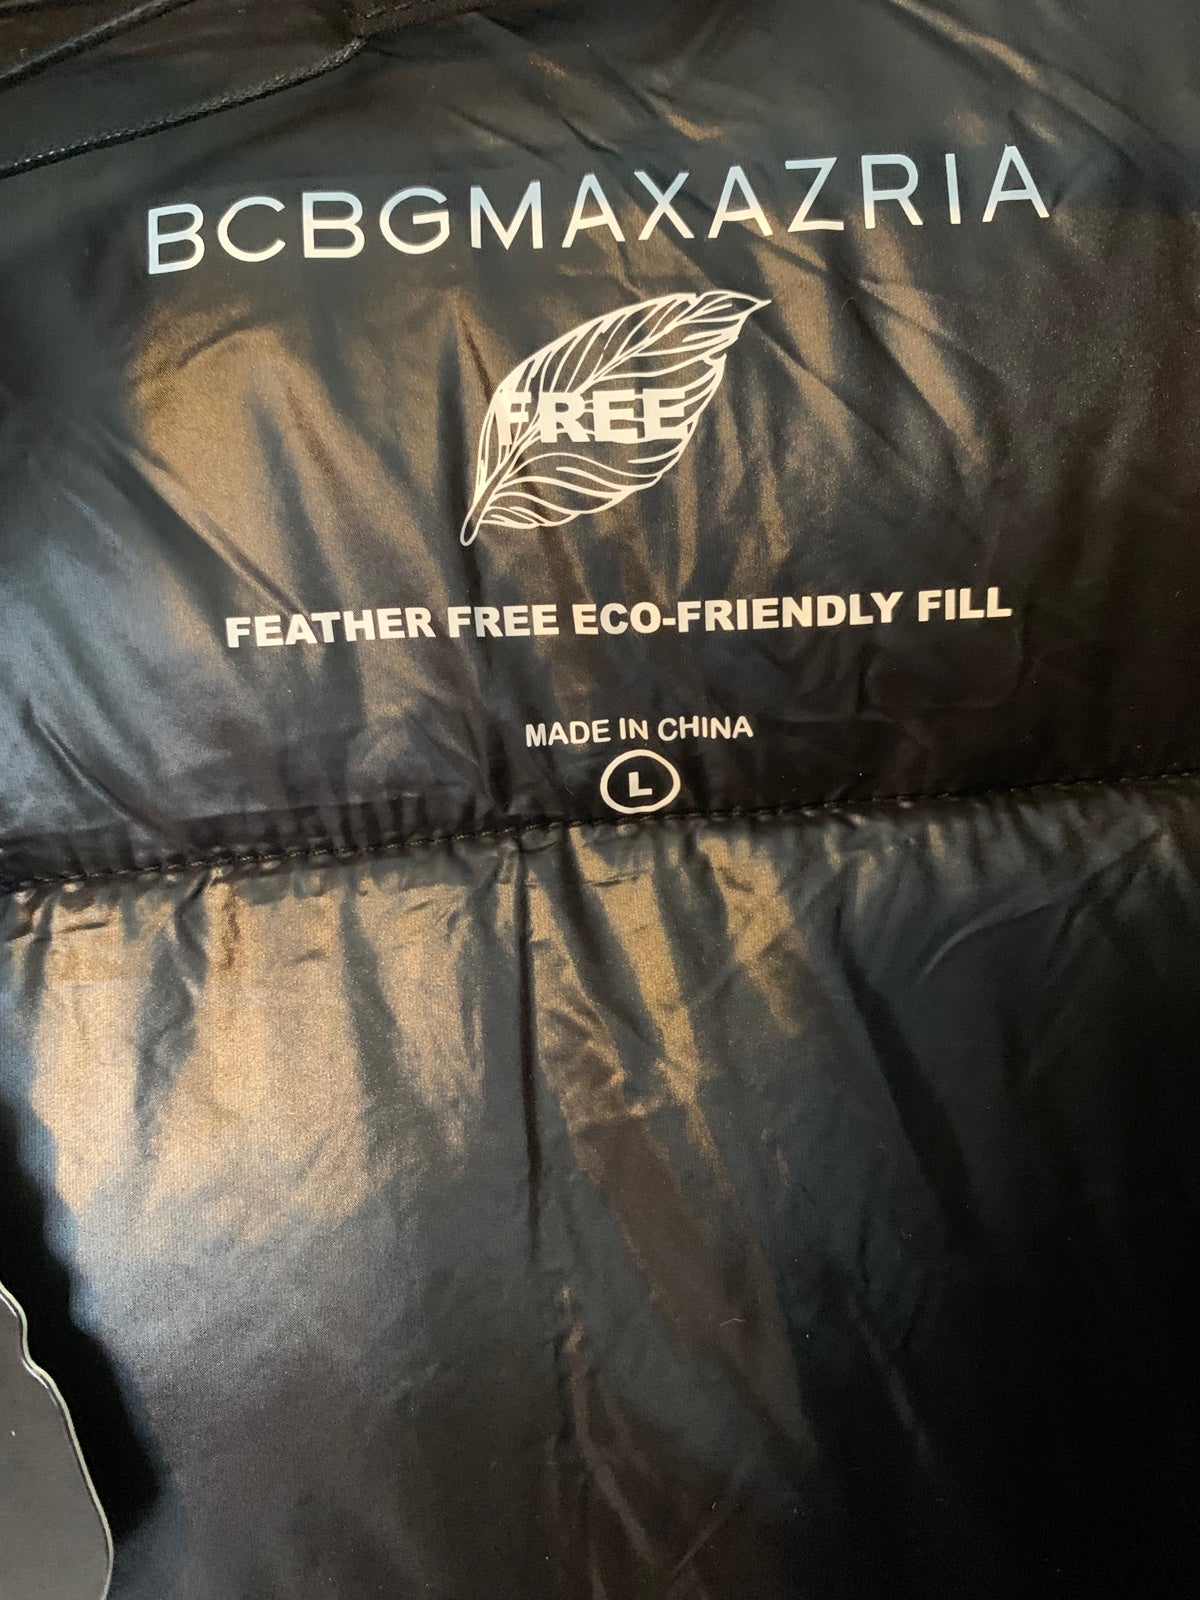 BCBGMAXAZRIA
FREE
FEATHER FREE ECO-FRIENDLY FILL
MADE IN CHINA
L